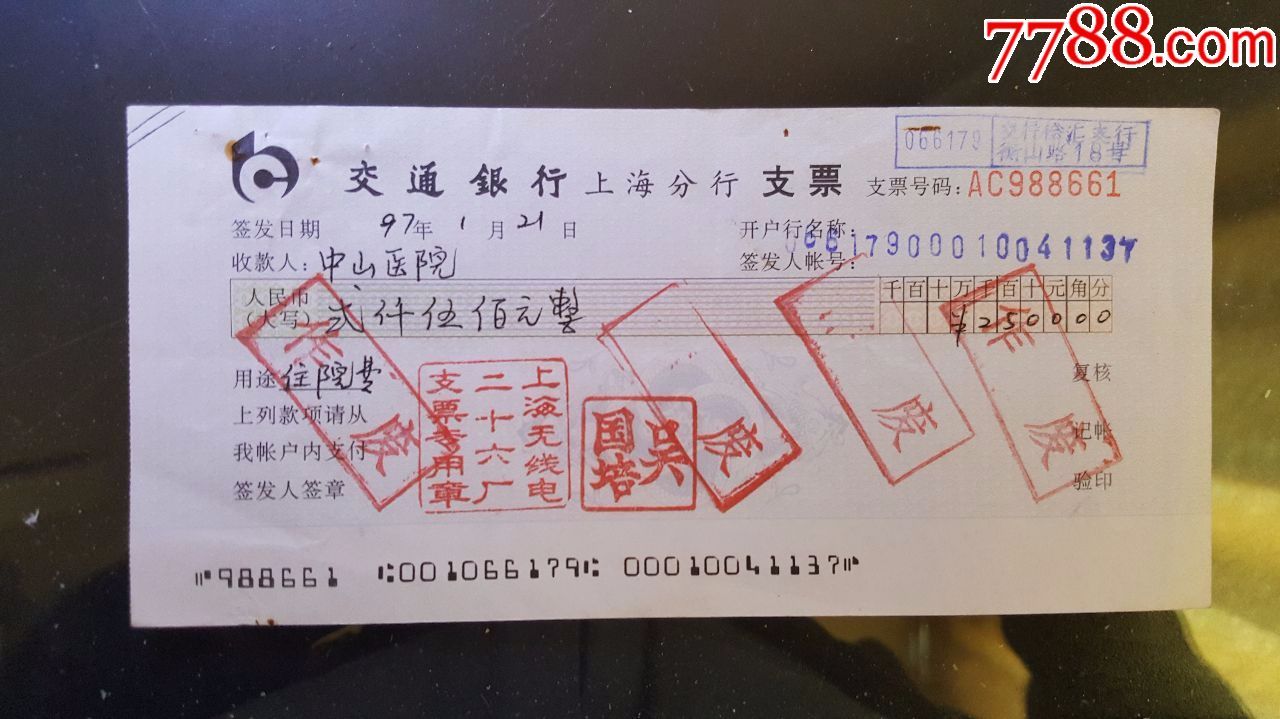 7788.com
066179 交行徐汇支行
衡山路18号
交通銀行上海分行 支票 支票号码:AC988661
签发日期 97年1月21日 开户行名称:
收款人:中山医院 签发人帐号:
066179000010041137
人民币
(大写) 弍仟伍佰元整
千百十万千百十元角分
¥250000
用途 住院费 复核
上列款项请从 记帐
我帐户内支付
签发人签章 验印
上海无线电
二十六厂
支票专用章
吴国培
作废
作废
废
废
988661 001066179 00010041137